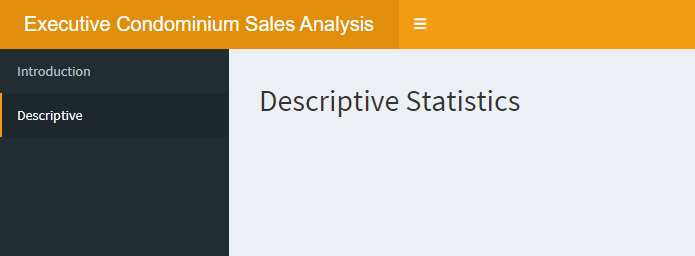 Executive Condominium Sales Analysis
Introduction
Descriptive
Descriptive Statistics